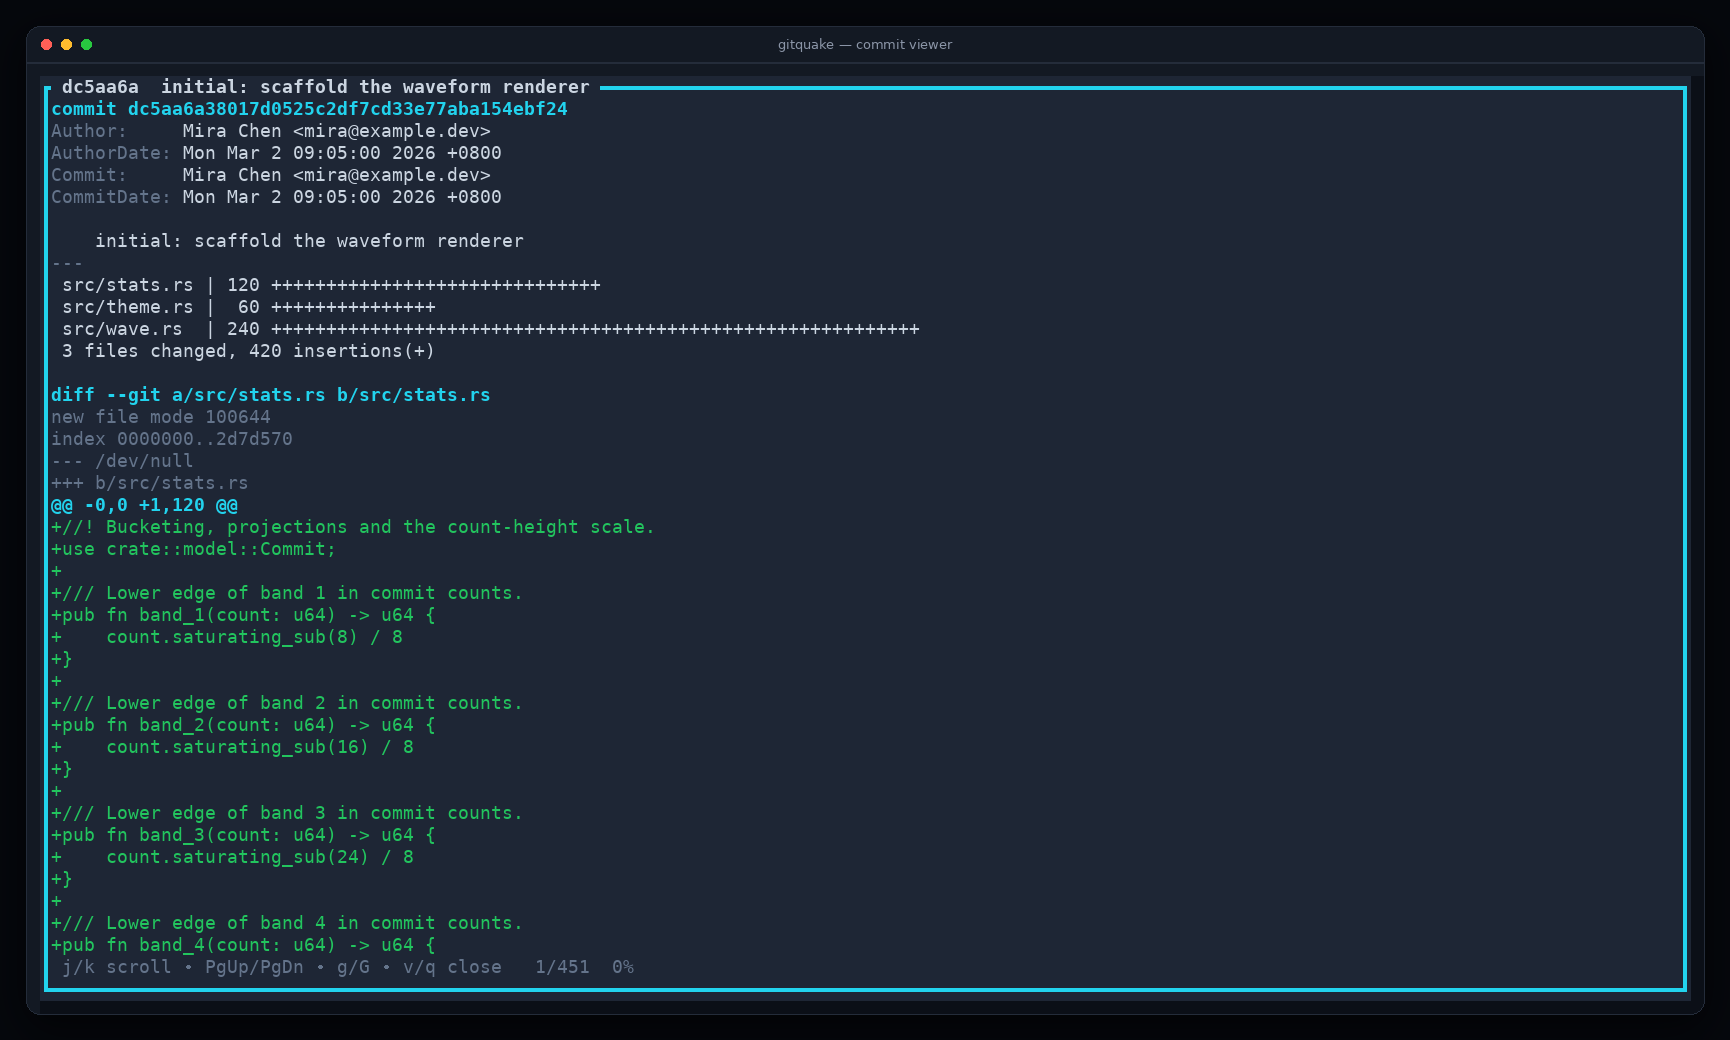 gitquake — commit viewer
dc5aa6a  initial: scaffold the waveform renderer
commit dc5aa6a38017d0525c2df7cd33e77aba154ebf24
Author:     Mira Chen <mira@example.dev>
AuthorDate: Mon Mar 2 09:05:00 2026 +0800
Commit:     Mira Chen <mira@example.dev>
CommitDate: Mon Mar 2 09:05:00 2026 +0800
    initial: scaffold the waveform renderer
---
 src/stats.rs | 120 ++++++++++++++++++++++++++++++
 src/theme.rs |  60 +++++++++++++++
 src/wave.rs  | 240 +++++++++++++++++++++++++++++++++++++++++++++++++++++++++++
 3 files changed, 420 insertions(+)
diff --git a/src/stats.rs b/src/stats.rs
new file mode 100644
index 0000000..2d7d570
--- /dev/null
+++ b/src/stats.rs
@@ -0,0 +1,120 @@
+//! Bucketing, projections and the count-height scale.
+use crate::model::Commit;
+
+/// Lower edge of band 1 in commit counts.
+pub fn band_1(count: u64) -> u64 {
+    count.saturating_sub(8) / 8
+}
+
+/// Lower edge of band 2 in commit counts.
+pub fn band_2(count: u64) -> u64 {
+    count.saturating_sub(16) / 8
+}
+
+/// Lower edge of band 3 in commit counts.
+pub fn band_3(count: u64) -> u64 {
+    count.saturating_sub(24) / 8
+}
+
+/// Lower edge of band 4 in commit counts.
+pub fn band_4(count: u64) -> u64 {
 j/k scroll • PgUp/PgDn • g/G • v/q close   1/451  0%